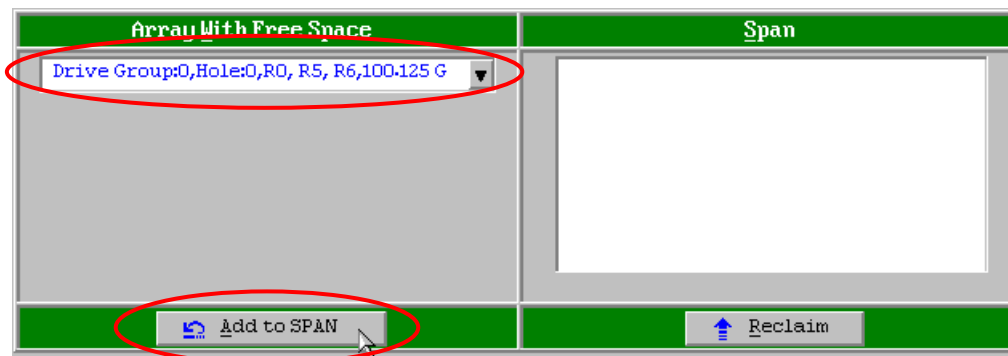 Array With Free Space
Span
Drive Group:0,Hole:0,R0, R5, R6,100.125 G
Add to SPAN
Reclaim